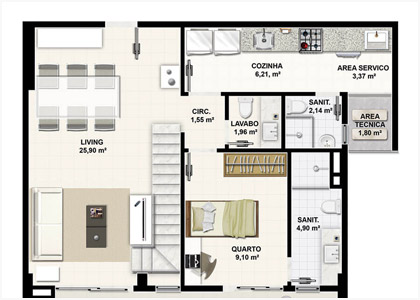 COZINHA
6,21,m²
AREA SERVICO
3,37,m²
CIRC.
1,55,m²
LAVABO
1,96,m²
SANIT.
2,14,m²
AREA
TECNICA
1,80,m²
LIVING
25,90,m²
QUARTO
9,10,m²
SANIT.
4,90,m²